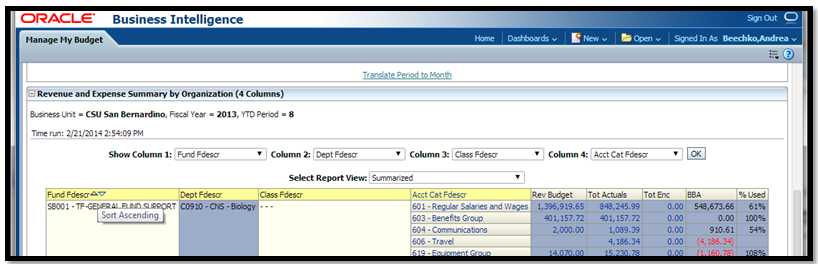 ORACLE® Business Intelligence Sign Out
Manage My Budget Home Dashboards New Open Signed In As Beechko,Andrea
Translate Period to Month
Revenue and Expense Summary by Organization (4 Columns)
Business Unit = CSU San Bernardino, Fiscal Year = 2013, YTD Period = 8
Time run: 2/21/2014 2:54:09 PM
Show Column 1: Fund Fdescr Column 2: Dept Fdescr Column 3: Class Fdescr Column 4: Acct Cat Fdescr OK
Select Report View: Summarized
Fund Fdescr Dept Fdescr Class Fdescr Acct Cat Fdescr Rev Budget Tot Actuals Tot Enc BBA % Used
SB001 - TF-GENERAL FUND SUPPORT C0910 - CNS - Biology - - - 601 - Regular Salaries and Wages 1,396,919.65 848,245.99 0.00 548,673.66 61%
Sort Ascending 603 - Benefits Group 401,157.72 401,157.72 0.00 0.00 100%
604 - Communications 2,000.00 1,089.39 0.00 910.61 54%
606 - Travel 4,186.34 0.00 (4,186.34)
619 - Equipment Group 14,070.00 15,230.78 0.00 (1,160.78) 108%